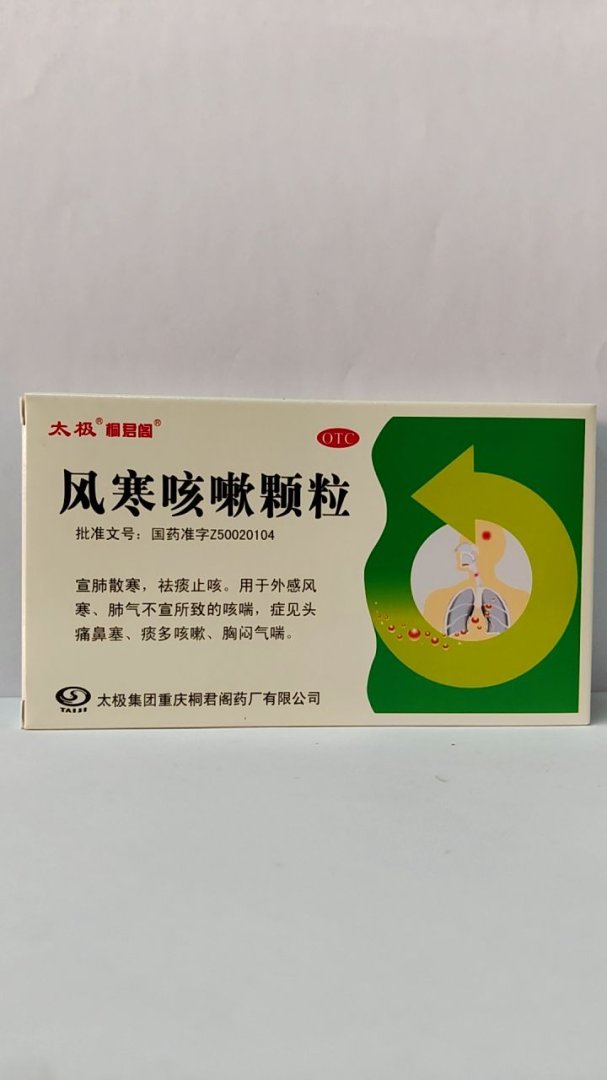 太极® 桐君阁®
OTC
风寒咳嗽颗粒
批准文号：国药准字Z50020104
宣肺散寒，祛痰止咳。用于外感风
寒、肺气不宣所致的咳喘，症见头
痛鼻塞、痰多咳嗽、胸闷气喘。
TAIJI
太极集团重庆桐君阁药厂有限公司